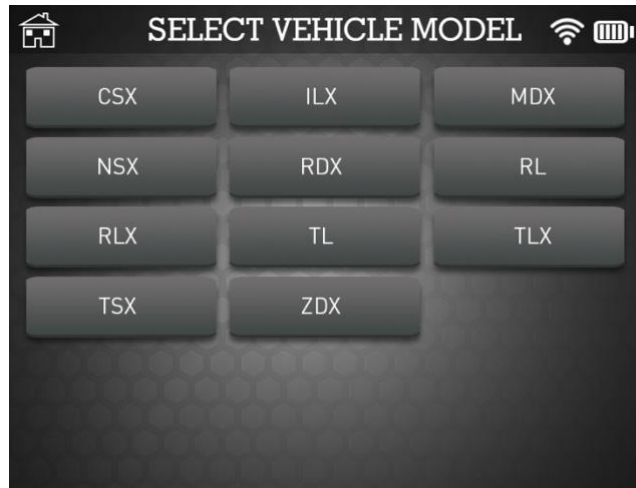 SELECT VEHICLE MODEL
CSX ILX MDX
NSX RDX RL
RLX TL TLX
TSX ZDX